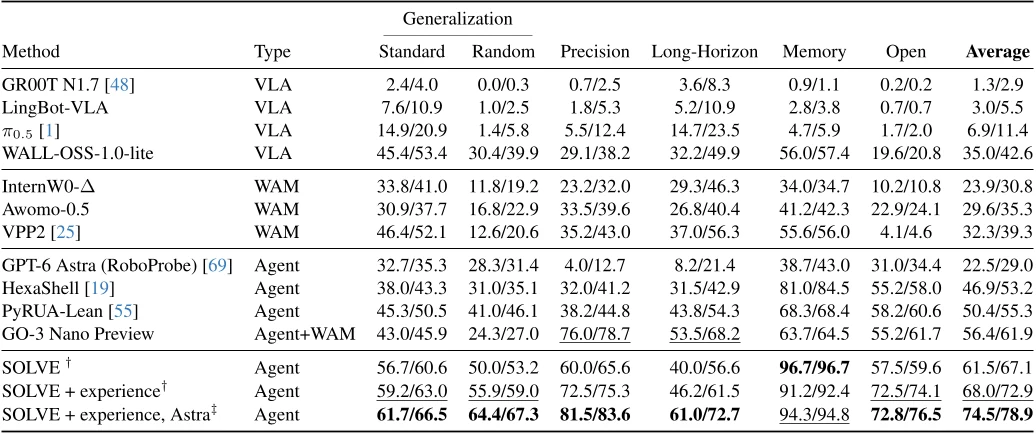 Generalization
Method Type Standard Random Precision Long-Horizon Memory Open Average
GR00T N1.7 [48] VLA 2.4/4.0 0.0/0.3 0.7/2.5 3.6/8.3 0.9/1.1 0.2/0.2 1.3/2.9
LingBot-VLA VLA 7.6/10.9 1.0/2.5 1.8/5.3 5.2/10.9 2.8/3.8 0.7/0.7 3.0/5.5
π0.5 [1] VLA 14.9/20.9 1.4/5.8 5.5/12.4 14.7/23.5 4.7/5.9 1.7/2.0 6.9/11.4
WALL-OSS-1.0-lite VLA 45.4/53.4 30.4/39.9 29.1/38.2 32.2/49.9 56.0/57.4 19.6/20.8 35.0/42.6
InternW0-Δ WAM 33.8/41.0 11.8/19.2 23.2/32.0 29.3/46.3 34.0/34.7 10.2/10.8 23.9/30.8
Awomo-0.5 WAM 30.9/37.7 16.8/22.9 33.5/39.6 26.8/40.4 41.2/42.3 22.9/24.1 29.6/35.3
VPP2 [25] WAM 46.4/52.1 12.6/20.6 35.2/43.0 37.0/56.3 55.6/56.0 4.1/4.6 32.3/39.3
GPT-6 Astra (RoboProbe) [69] Agent 32.7/35.3 28.3/31.4 4.0/12.7 8.2/21.4 38.7/43.0 31.0/34.4 22.5/29.0
HexaShell [19] Agent 38.0/43.3 31.0/35.1 32.0/41.2 31.5/42.9 81.0/84.5 55.2/58.0 46.9/53.2
PyRUA-Lean [55] Agent 45.3/50.5 41.0/46.1 38.2/44.8 43.8/54.3 68.3/68.4 58.2/60.6 50.4/55.3
GO-3 Nano Preview Agent+WAM 43.0/45.9 24.3/27.0 76.0/78.7 53.5/68.2 63.7/64.5 55.2/61.7 56.4/61.9
SOLVE † Agent 56.7/60.6 50.0/53.2 60.0/65.6 40.0/56.6 96.7/96.7 57.5/59.6 61.5/67.1
SOLVE + experience† Agent 59.2/63.0 55.9/59.0 72.5/75.3 46.2/61.5 91.2/92.4 72.5/74.1 68.0/72.9
SOLVE + experience, Astra‡ Agent 61.7/66.5 64.4/67.3 81.5/83.6 61.0/72.7 94.3/94.8 72.8/76.5 74.5/78.9